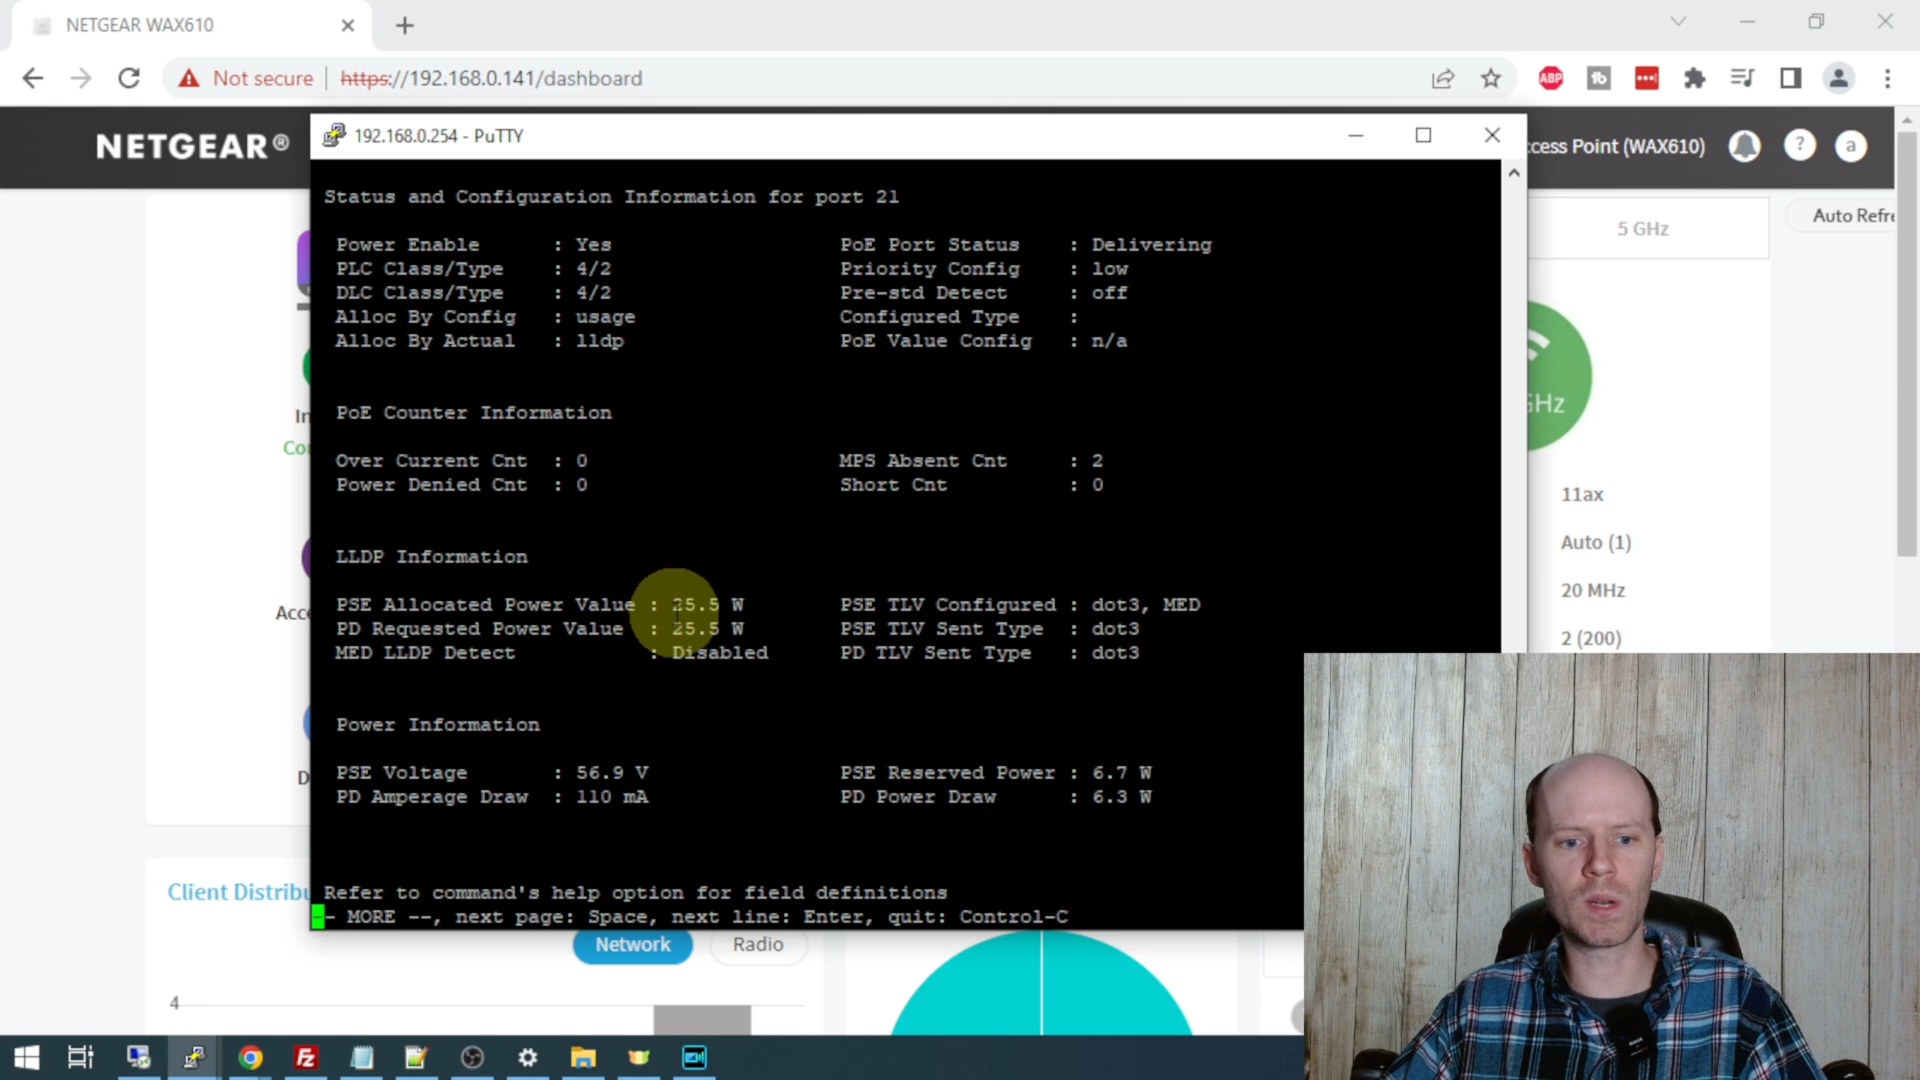 NETGEAR WAX610
Not secure https://192.168.0.141/dashboard
ABP
NETGEAR®
192.168.0.254 - PuTTY
ccess Point (WAX610)
?
a
Status and Configuration Information for port 21
5 GHz
Auto Refre
Power Enable : Yes PoE Port Status : Delivering
PLC Class/Type : 4/2 Priority Config : low
DLC Class/Type : 4/2 Pre-std Detect : off
Alloc By Config : usage Configured Type :
Alloc By Actual : lldp PoE Value Config : n/a
GHz
In
PoE Counter Information
Co
Over Current Cnt : 0 MPS Absent Cnt : 2
Power Denied Cnt : 0 Short Cnt : 0
11ax
Auto (1)
LLDP Information
20 MHz
PSE Allocated Power Value : 25.5 W PSE TLV Configured : dot3, MED
Acce
PD Requested Power Value : 25.5 W PSE TLV Sent Type : dot3
2 (200)
MED LLDP Detect : Disabled PD TLV Sent Type : dot3
Power Information
PSE Voltage : 56.9 V PSE Reserved Power : 6.7 W
D
PD Amperage Draw : 110 mA PD Power Draw : 6.3 W
Client Distribu
Refer to command's help option for field definitions
- MORE --, next page: Space, next line: Enter, quit: Control-C
Network Radio
4